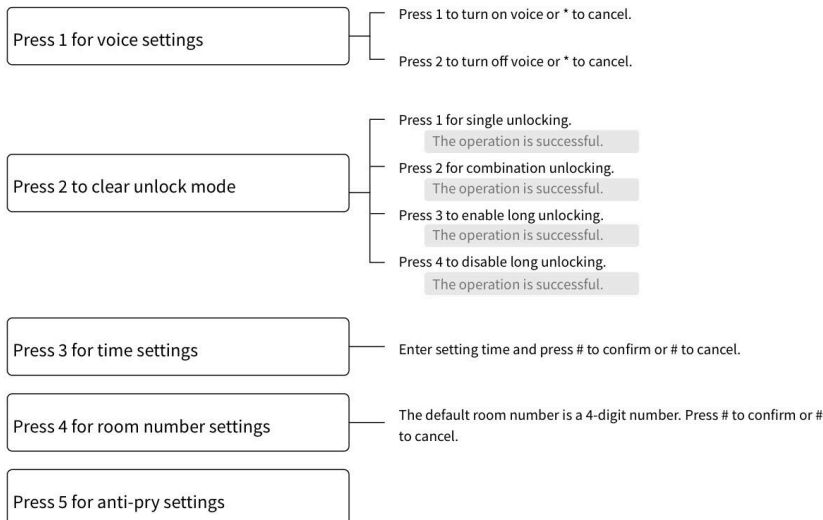 Press 1 for voice settings
Press 1 to turn on voice or * to cancel.
Press 2 to turn off voice or * to cancel.
Press 2 to clear unlock mode
Press 1 for single unlocking.
The operation is successful.
Press 2 for combination unlocking.
The operation is successful.
Press 3 to enable long unlocking.
The operation is successful.
Press 4 to disable long unlocking.
The operation is successful.
Press 3 for time settings
Enter setting time and press # to confirm or # to cancel.
Press 4 for room number settings
The default room number is a 4-digit number. Press # to confirm or #
to cancel.
Press 5 for anti-pry settings